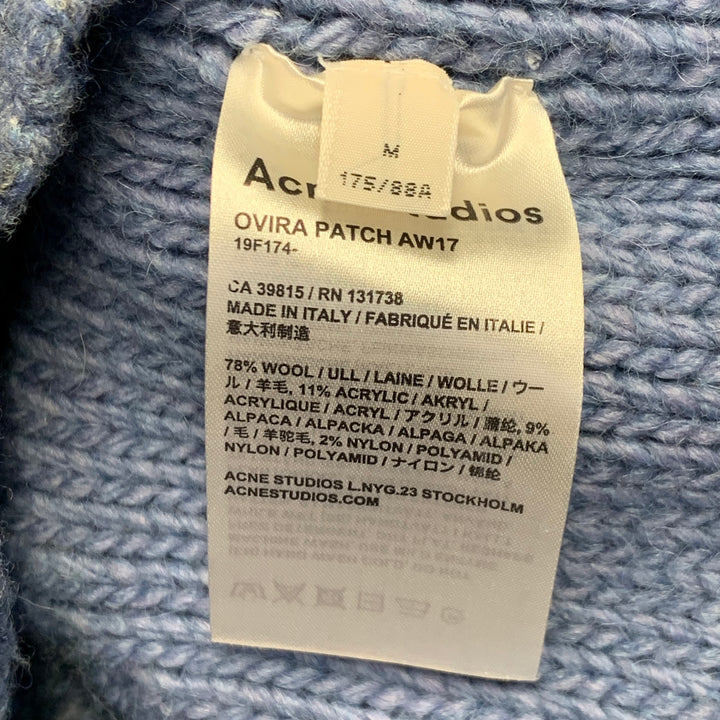 M
175/88A
Acne Studios
OVIRA PATCH AW17
19F174-
CA 39815 / RN 131738
MADE IN ITALY / FABRIQUÉ EN ITALIE /
意大利制造
78% WOOL / ULL / LAINE / WOLLE / ウー
ル / 羊毛, 11% ACRYLIC / AKRYL /
ACRYLIQUE / ACRYL / アクリル / 腈纶, 9%
ALPACA / ALPACKA / ALPAGA / ALPAKA
/ 毛 / 羊驼毛, 2% NYLON / POLYAMID /
NYLON / POLYAMID / ナイロン / 锦纶
ACNE STUDIOS L.NYG.23 STOCKHOLM
ACNESTUDIOS.COM